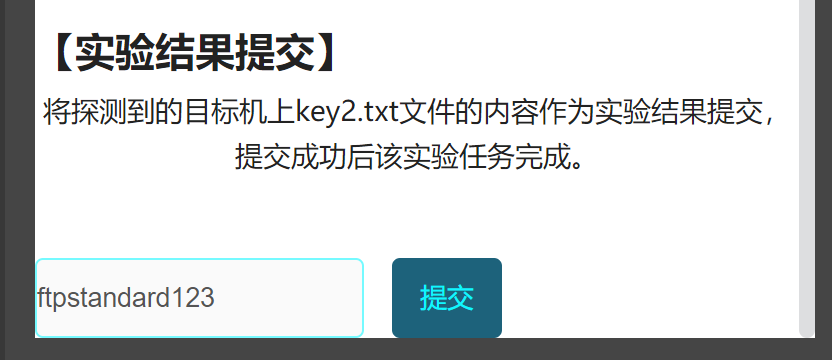 【实验结果提交】
将探测到的目标机上key2.txt文件的内容作为实验结果提交，
提交成功后该实验任务完成。
ftpstandard123
提交